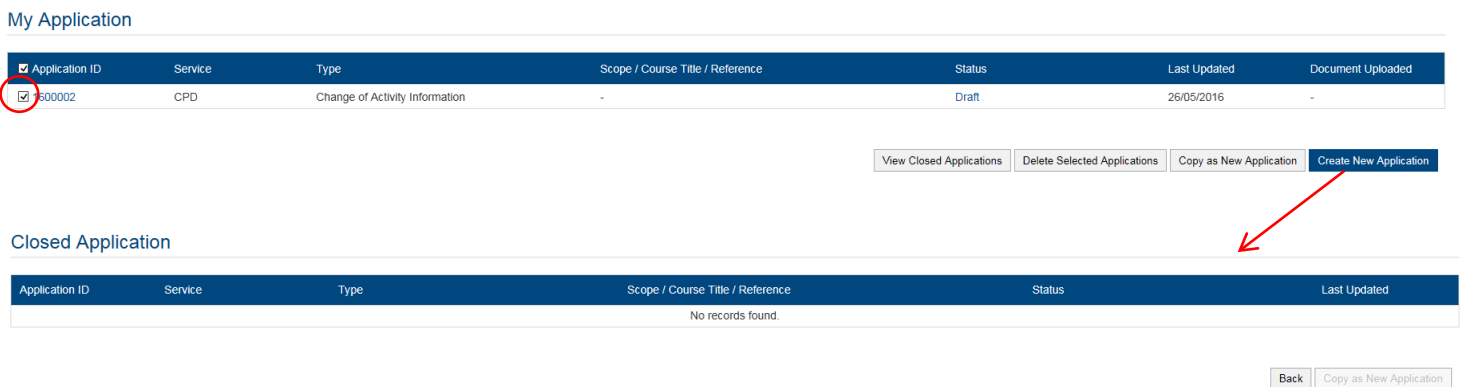 My Application
Application ID Service Type Scope / Course Title / Reference Status Last Updated Document Uploaded
1600002 CPD Change of Activity Information - Draft 26/05/2016 -
View Closed Applications Delete Selected Applications Copy as New Application Create New Application
Closed Application
Application ID Service Type Scope / Course Title / Reference Status Last Updated
No records found.
Back Copy as New Application